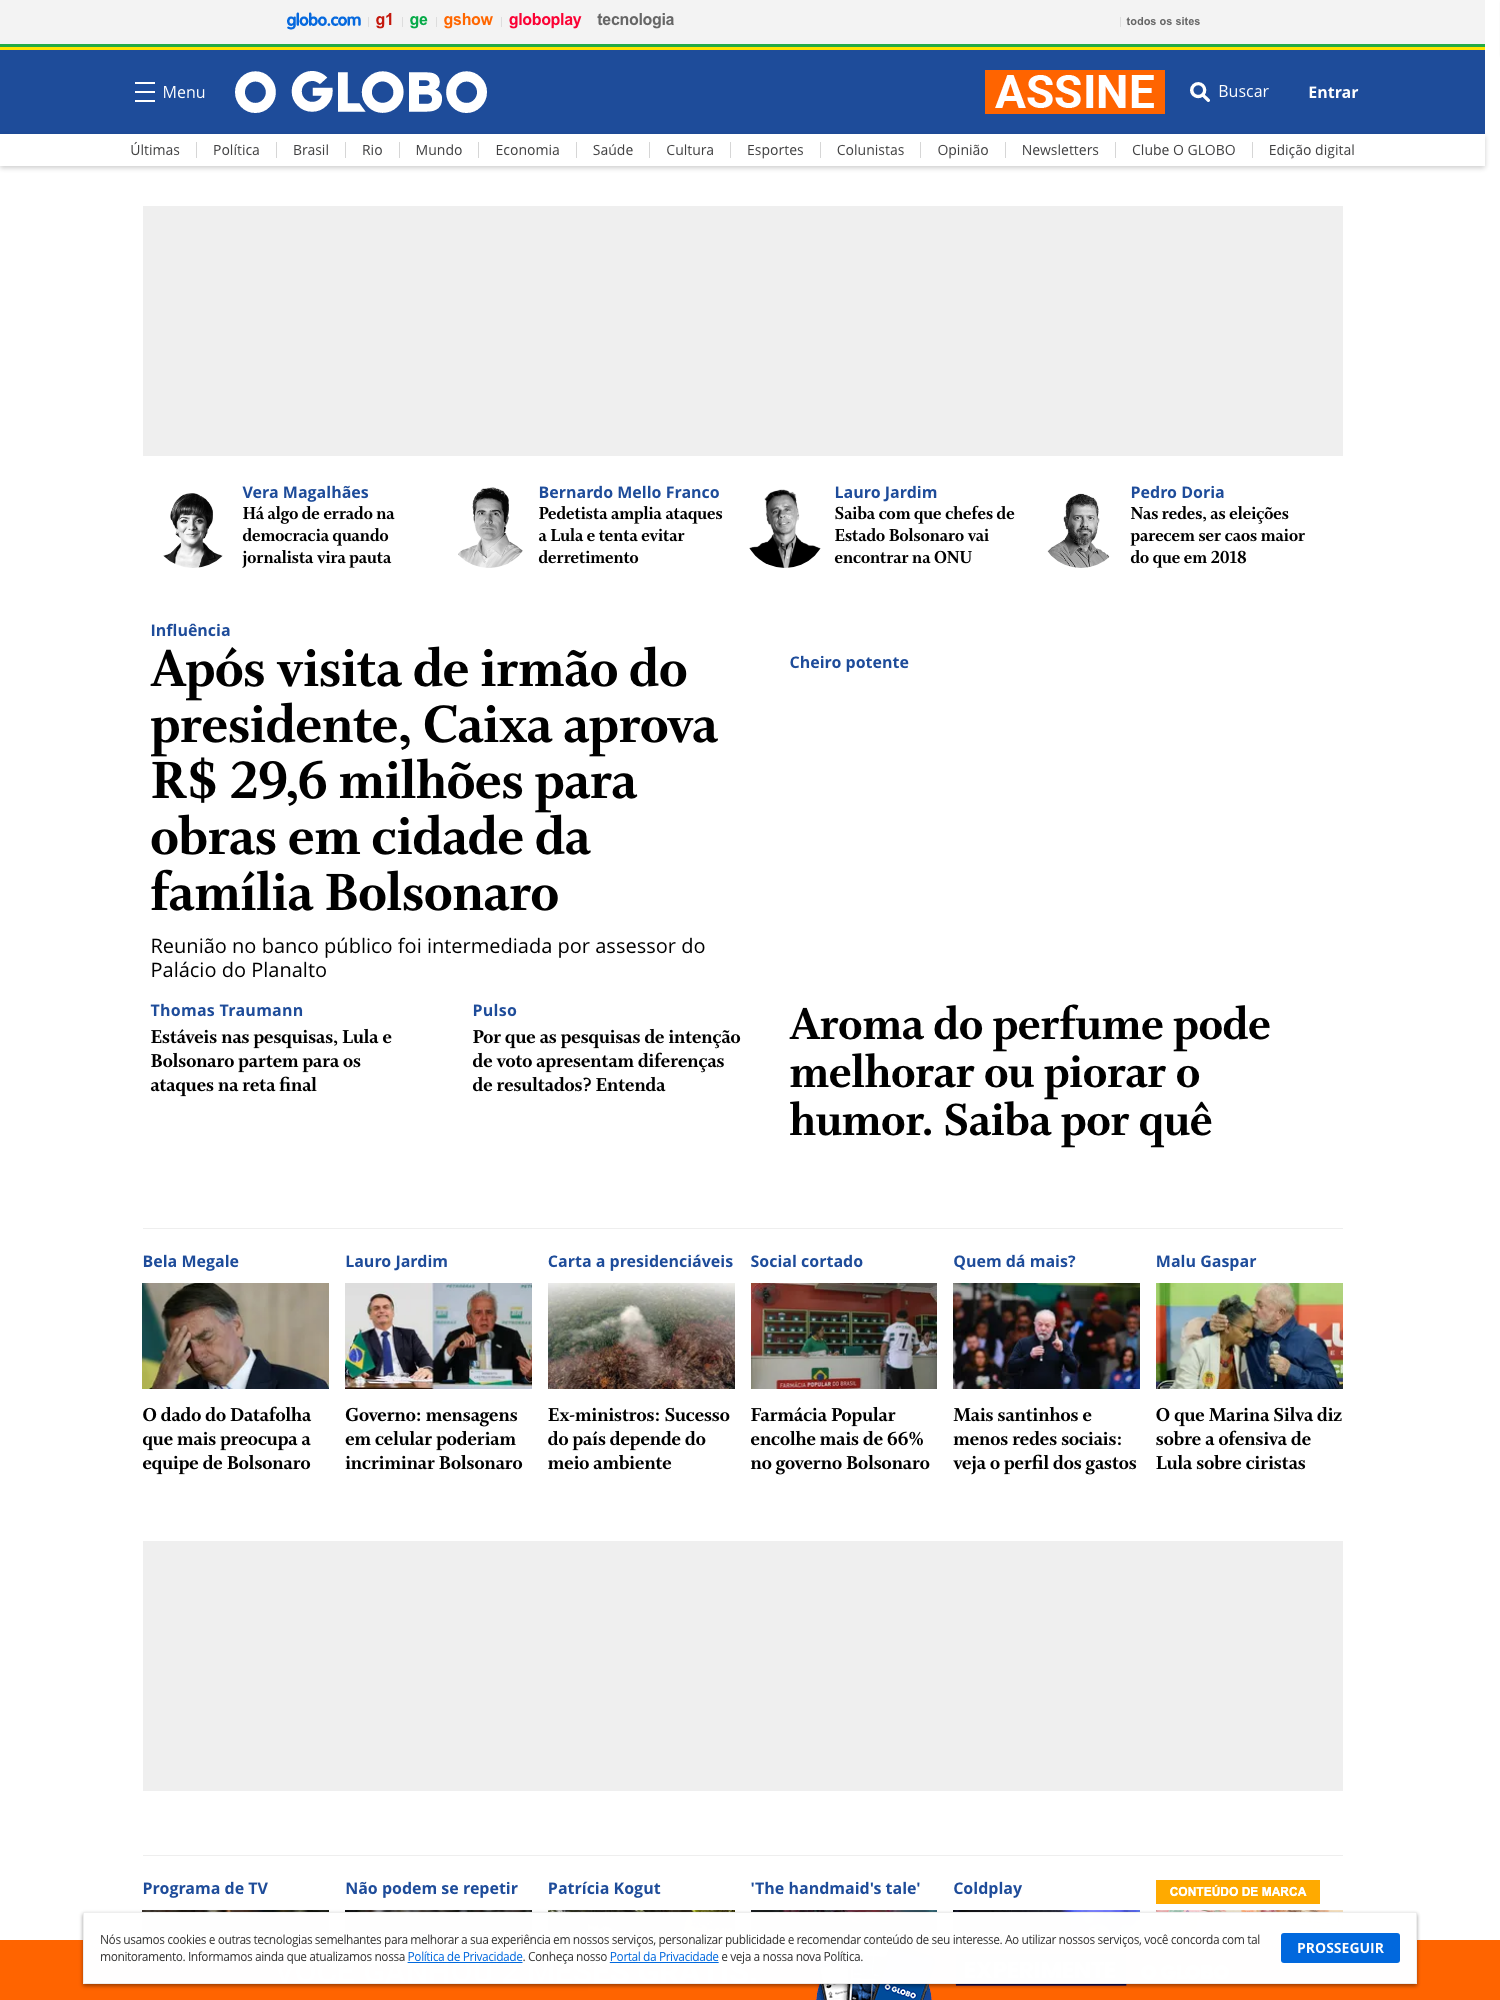 globo.com g1 ge gshow globoplay tecnologia todos os sites
Menu O GLOBO ASSINE Buscar Entrar
Últimas Política Brasil Rio Mundo Economia Saúde Cultura Esportes Colunistas Opinião Newsletters Clube O GLOBO Edição digital
Vera Magalhães
Há algo de errado na
democracia quando
jornalista vira pauta
Bernardo Mello Franco
Pedetista amplia ataques
a Lula e tenta evitar
derretimento
Lauro Jardim
Saiba com que chefes de
Estado Bolsonaro vai
encontrar na ONU
Pedro Doria
Nas redes, as eleições
parecem ser caos maior
do que em 2018
Influência
Após visita de irmão do
presidente, Caixa aprova
R$ 29,6 milhões para
obras em cidade da
família Bolsonaro
Reunião no banco público foi intermediada por assessor do
Palácio do Planalto
Thomas Traumann
Estáveis nas pesquisas, Lula e
Bolsonaro partem para os
ataques na reta final
Pulso
Por que as pesquisas de intenção
de voto apresentam diferenças
de resultados? Entenda
Cheiro potente
Aroma do perfume pode
melhorar ou piorar o
humor. Saiba por quê
Bela Megale
O dado do Datafolha
que mais preocupa a
equipe de Bolsonaro
Lauro Jardim
Governo: mensagens
em celular poderiam
incriminar Bolsonaro
Carta a presidenciáveis
Ex-ministros: Sucesso
do país depende do
meio ambiente
Social cortado
FARMÁCIA POPULAR DO BRASIL
7
Farmácia Popular
encolhe mais de 66%
no governo Bolsonaro
Quem dá mais?
Mais santinhos e
menos redes sociais:
veja o perfil dos gastos
Malu Gaspar
O que Marina Silva diz
sobre a ofensiva de
Lula sobre ciristas
Programa de TV
Não podem se repetir
Patrícia Kogut
'The handmaid's tale'
Coldplay
CONTEÚDO DE MARCA
Nós usamos cookies e outras tecnologias semelhantes para melhorar a sua experiência em nossos serviços, personalizar publicidade e recomendar conteúdo de seu interesse. Ao utilizar nossos serviços, você concorda com tal
monitoramento. Informamos ainda que atualizamos nossa Política de Privacidade. Conheça nosso Portal da Privacidade e veja a nossa nova Política.
PROSSEGUIR
O GLOBO